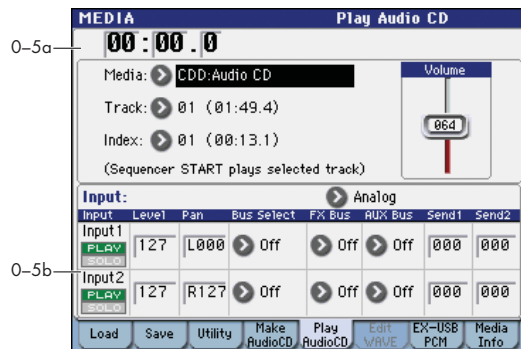 MEDIA Play Audio CD
0–5a
00:00.0
Media: CDD:Audio CD
Volume
Track: 01 (01:49.4)
064
Index: 01 (00:13.1)
(Sequencer START plays selected track)
Input: Analog
Input Level Pan Bus Select FX Bus AUX Bus Send1 Send2
Input1
PLAY 127 L000 Off Off Off 000 000
SOLO
0–5b
Input2
PLAY 127 R127 Off Off Off 000 000
SOLO
Load Save Utility Make AudioCD Play AudioCD Edit WAVE EX-USB PCM Media Info